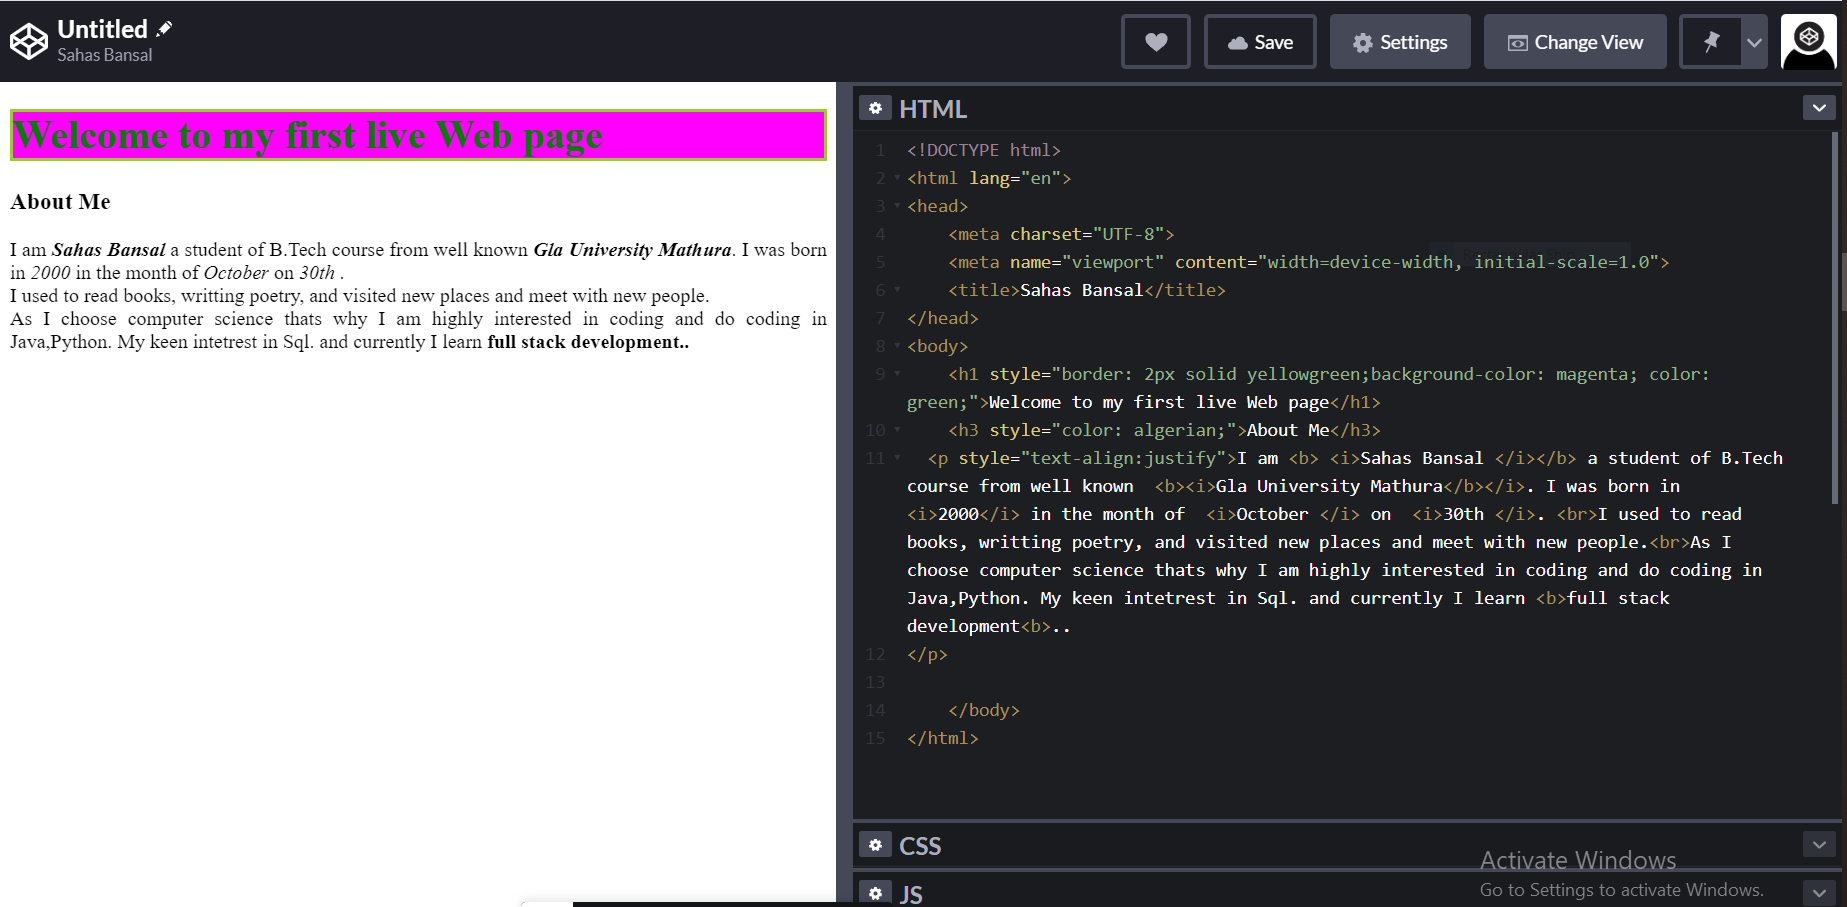 Untitled
Sahas Bansal
Save
Settings
Change View
Welcome to my first live Web page
About Me
I am Sahas Bansal a student of B.Tech course from well known Gla University Mathura. I was born
in 2000 in the month of October on 30th .
I used to read books, writting poetry, and visited new places and meet with new people.
As I choose computer science thats why I am highly interested in coding and do coding in
Java,Python. My keen intetrest in Sql. and currently I learn full stack development..
HTML
1 <!DOCTYPE html>
2 <html lang="en">
3 <head>
4 <meta charset="UTF-8">
5 <meta name="viewport" content="width=device-width, initial-scale=1.0">
6 <title>Sahas Bansal</title>
7 </head>
8 <body>
9 <h1 style="border: 2px solid yellowgreen;background-color: magenta; color:
green;">Welcome to my first live Web page</h1>
10 <h3 style="color: algerian;">About Me</h3>
11 <p style="text-align:justify">I am <b> <i>Sahas Bansal </i></b> a student of B.Tech
course from well known  <b><i>Gla University Mathura</b></i>. I was born in
<i>2000</i> in the month of  <i>October </i> on  <i>30th </i>. <br>I used to read
books, writting poetry, and visited new places and meet with new people.<br>As I
choose computer science thats why I am highly interested in coding and do coding in
Java,Python. My keen intetrest in Sql. and currently I learn <b>full stack
development<b>..
12 </p>
13
14 </body>
15 </html>
CSS
JS
Activate Windows
Go to Settings to activate Windows.